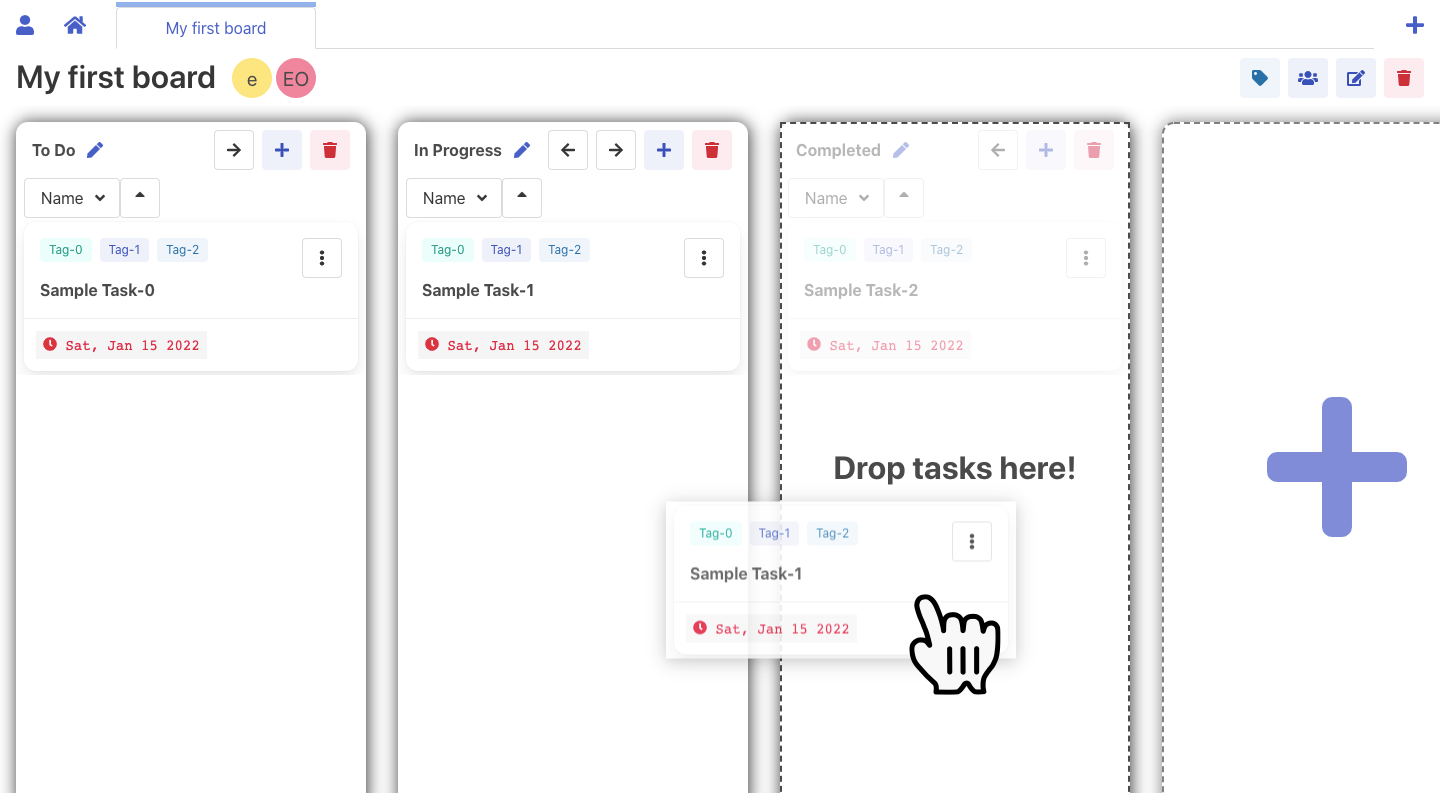 My first board
My first board
e
EO
To Do
Name
Tag-0 Tag-1 Tag-2
Sample Task-0
Sat, Jan 15 2022
In Progress
Name
Tag-0 Tag-1 Tag-2
Sample Task-1
Sat, Jan 15 2022
Completed
Name
Tag-0 Tag-1 Tag-2
Sample Task-2
Sat, Jan 15 2022
Drop tasks here!
Tag-0 Tag-1 Tag-2
Sample Task-1
Sat, Jan 15 2022